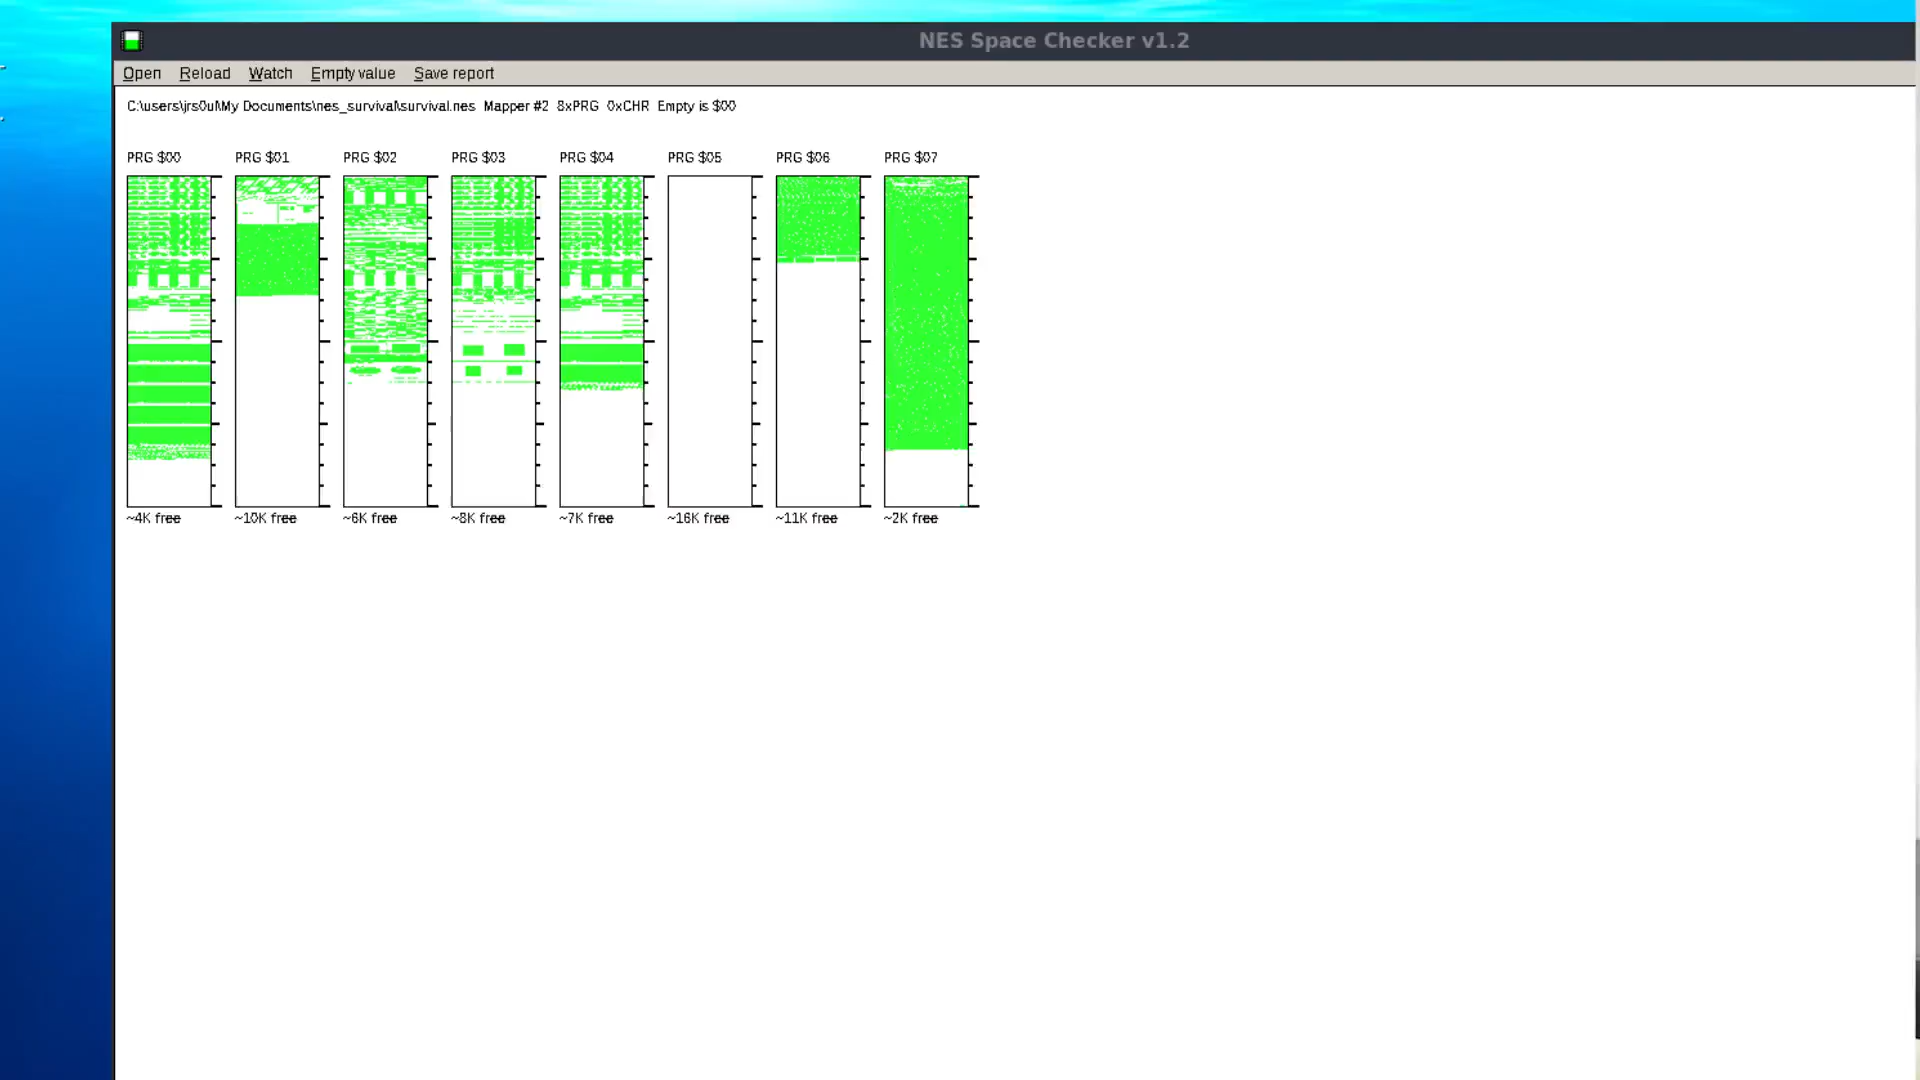 NES Space Checker v1.2
Open Reload Watch Empty value Save report
C:\users\jrs0ul\My Documents\nes_survival\survival.nes Mapper #2 8xPRG 0xCHR Empty is $00
PRG $00 PRG $01 PRG $02 PRG $03 PRG $04 PRG $05 PRG $06 PRG $07
~4K free ~10K free ~6K free ~8K free ~7K free ~16K free ~11K free ~2K free